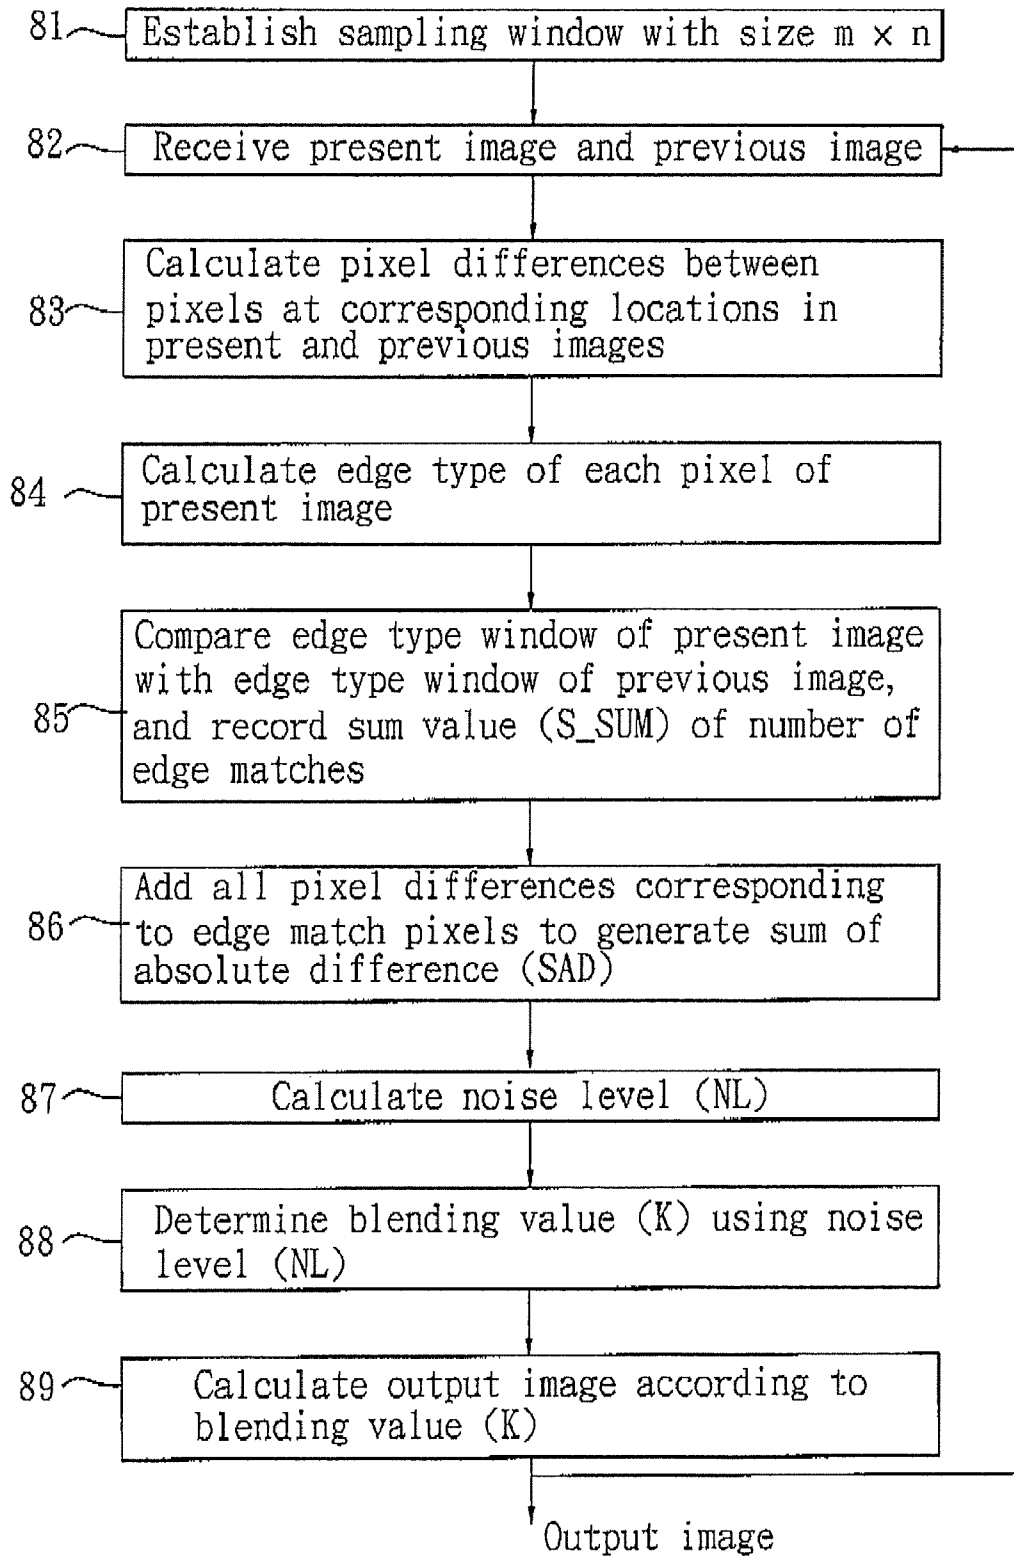 81
Establish sampling window with size m × n
82
Receive present image and previous image
83
Calculate pixel differences between
pixels at corresponding locations in
present and previous images
84
Calculate edge type of each pixel of
present image
85
Compare edge type window of present image
with edge type window of previous image,
and record sum value (S_SUM) of number of
edge matches
86
Add all pixel differences corresponding
to edge match pixels to generate sum of
absolute difference (SAD)
87
Calculate noise level (NL)
88
Determine blending value (K) using noise
level (NL)
89
Calculate output image according to
blending value (K)
Output image